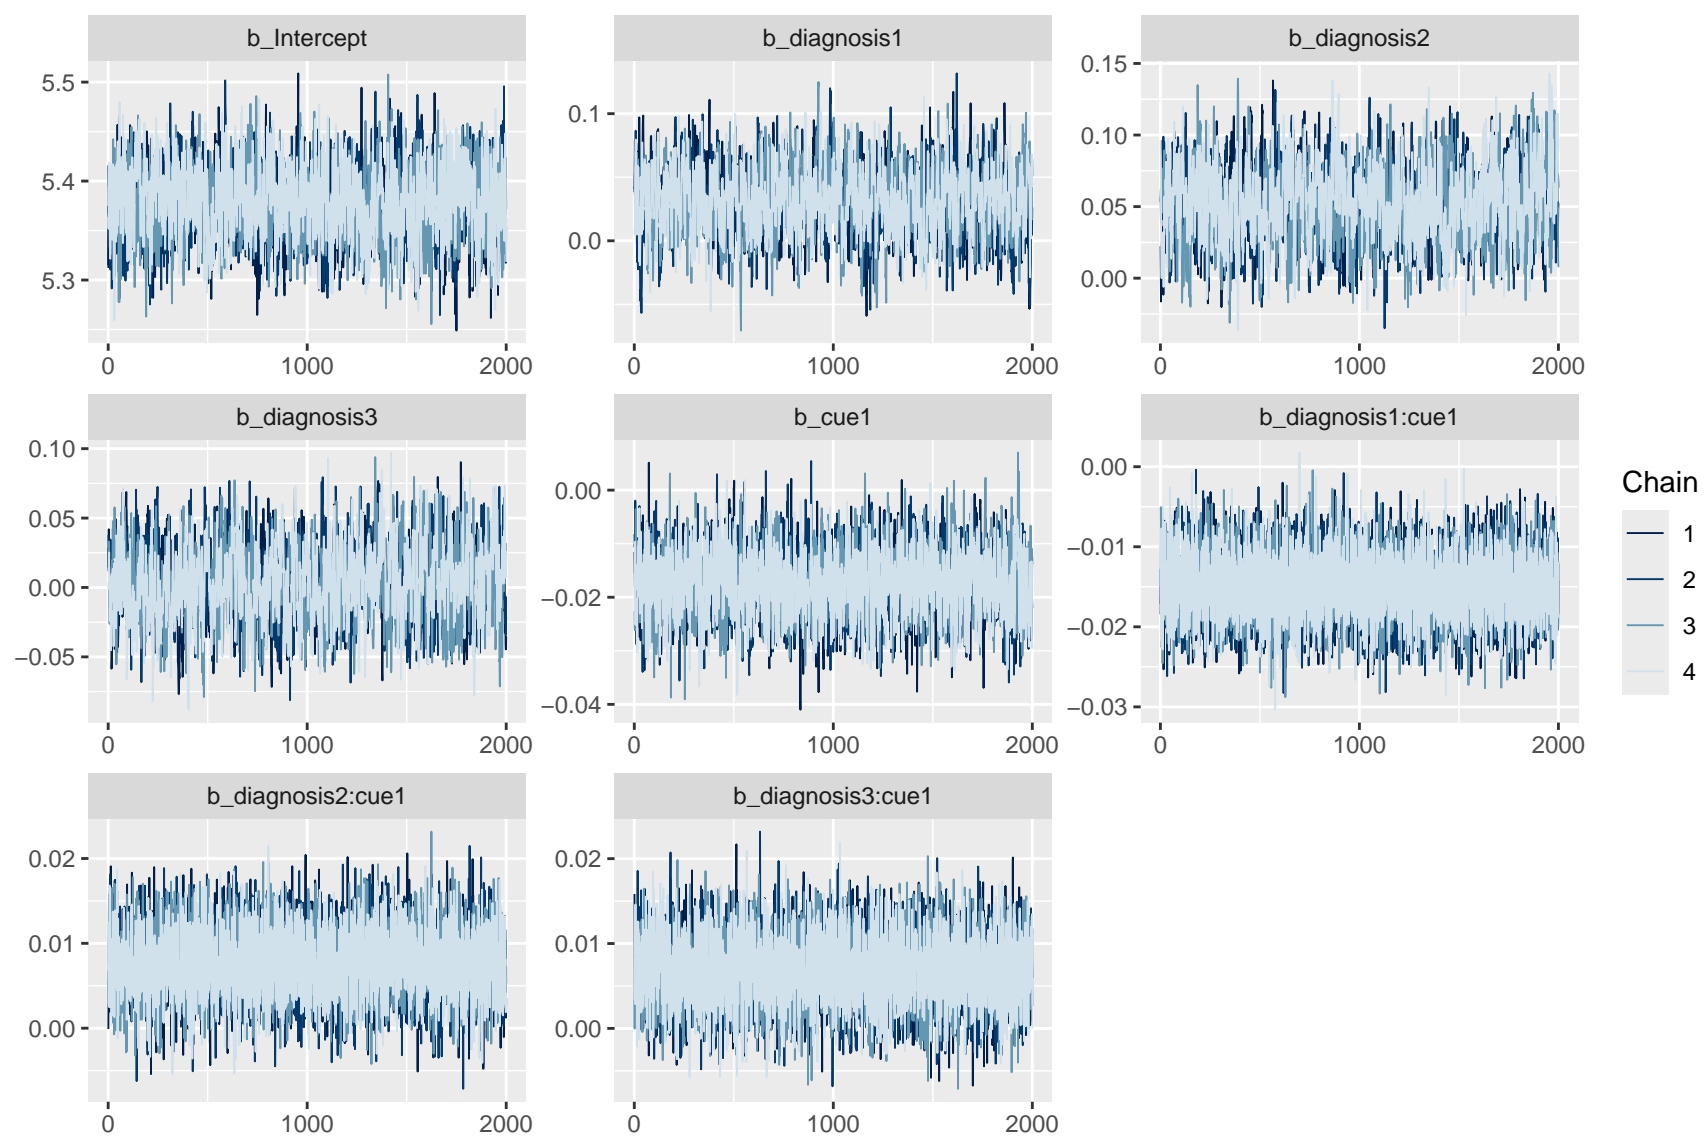 b_Intercept
5.5
5.4
5.3
0 1000 2000
b_diagnosis1
0.1
0.0
0 1000 2000
b_diagnosis2
0.15
0.10
0.05
0.00
0 1000 2000
b_diagnosis3
0.10
0.05
0.00
−0.05
0 1000 2000
b_cue1
0.00
−0.02
−0.04
0 1000 2000
b_diagnosis1:cue1
0.00
−0.01
−0.02
−0.03
0 1000 2000
b_diagnosis2:cue1
0.02
0.01
0.00
0 1000 2000
b_diagnosis3:cue1
0.02
0.01
0.00
0 1000 2000
Chain
1
2
3
4